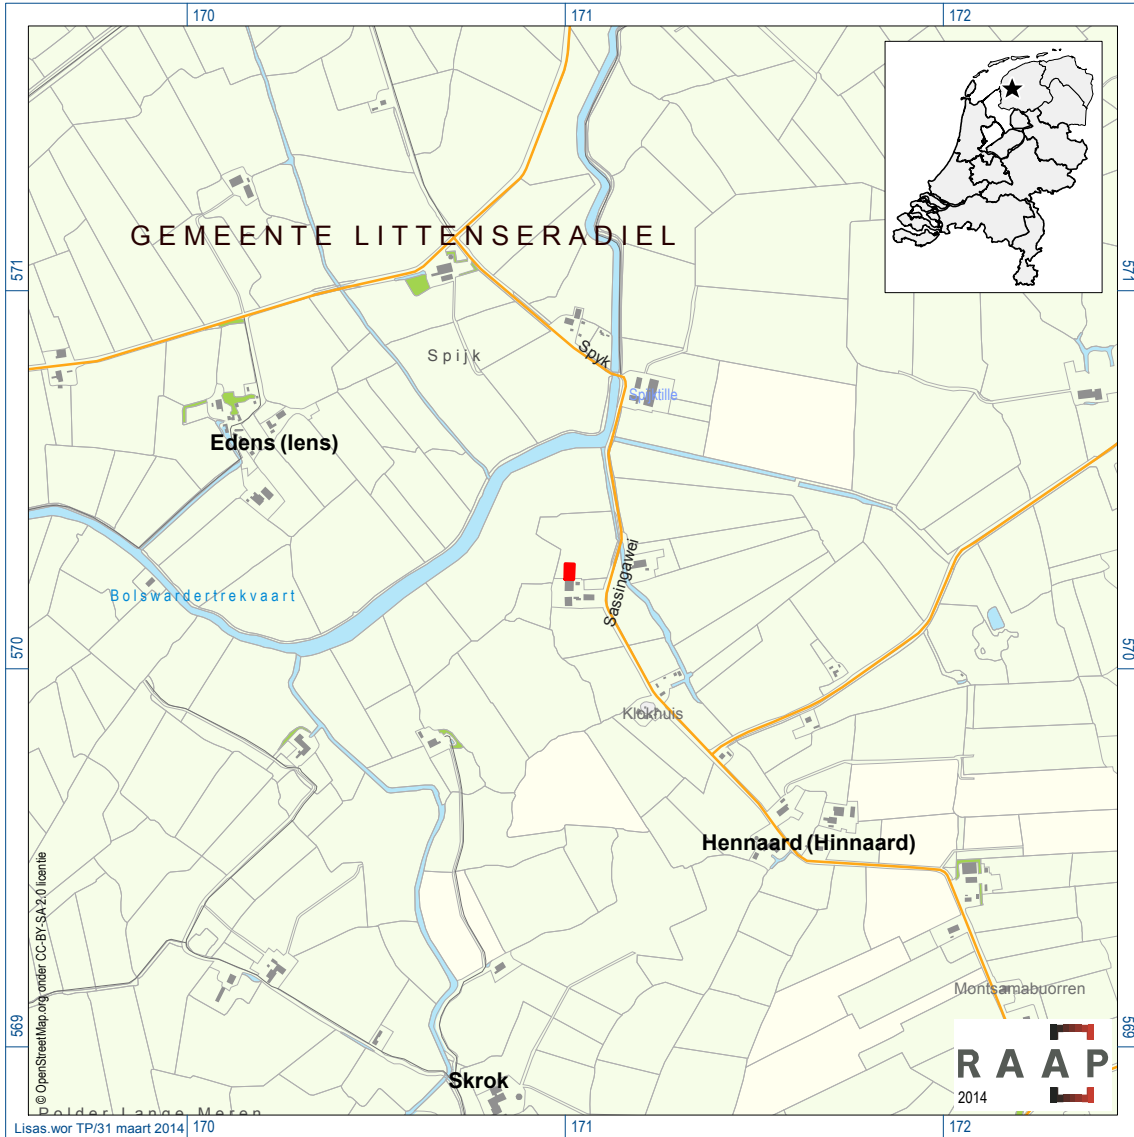 170
171
172
GEMEENTE LITTENSERADIEL
571
571
Spijk
Spyk
Spijktille
Edens (Iens)
Sassingawei
Bolswardertrekvaart
570
570
Klokhuis
Hennaard (Hinnaard)
Montsamabuorren
© OpenStreetMap.org onder CC-BY-SA-2.0 licentie
569
569
RAAP
2014
Skrok
Polder Lange Meren
Lisas.wor TP/31 maart 2014
170
171
172